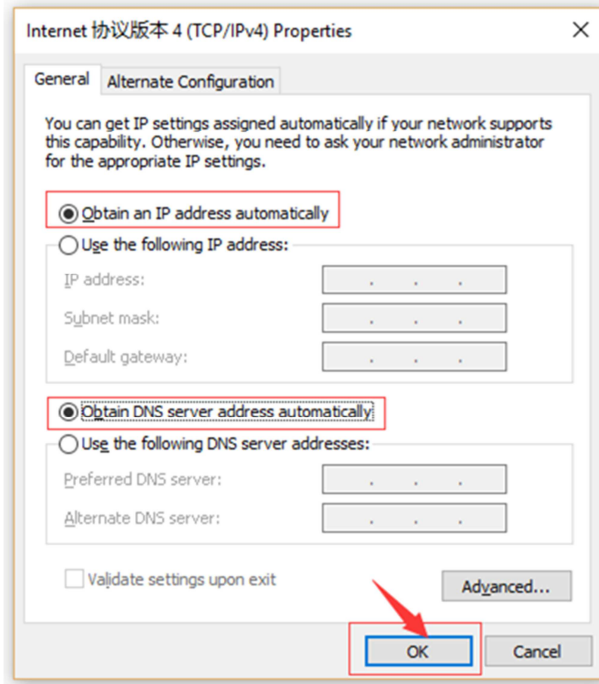 Internet 协议版本 4 (TCP/IPv4) Properties
General
Alternate Configuration
You can get IP settings assigned automatically if your network supports
this capability. Otherwise, you need to ask your network administrator
for the appropriate IP settings.
Obtain an IP address automatically
Use the following IP address:
IP address:
Subnet mask:
Default gateway:
Obtain DNS server address automatically
Use the following DNS server addresses:
Preferred DNS server:
Alternate DNS server:
Validate settings upon exit
Advanced...
OK
Cancel